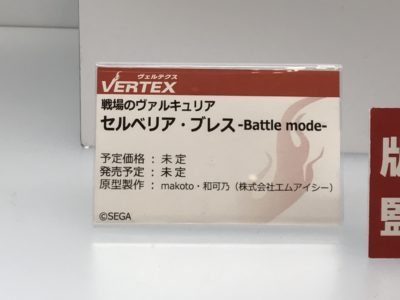 ヴェルテクス
VERTEX
戦場のヴァルキュリア
セルベリア・ブレス-Battle mode-
予定価格 : 未定
発売予定 : 未定
原型製作 : makoto・和可乃(株式会社エムアイシー)
©SEGA
版
監